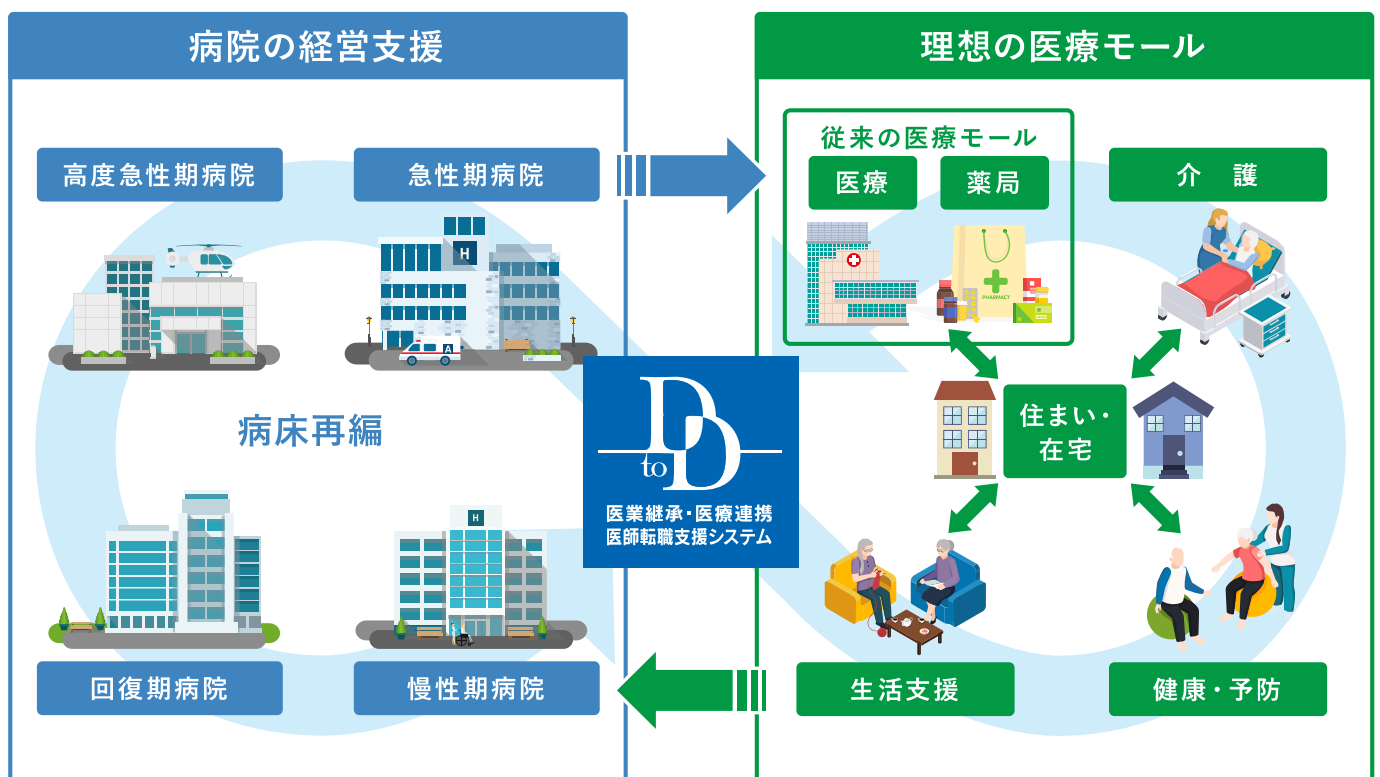 病院の経営支援
高度急性期病院
急性期病院
H
A
病床再編
H
回復期病院
慢性期病院
D
to
D
医業継承・医療連携
医師転職支援システム
理想の医療モール
従来の医療モール
医療
薬局
PHARMACY
介　護
住まい・
在宅
生活支援
健康・予防